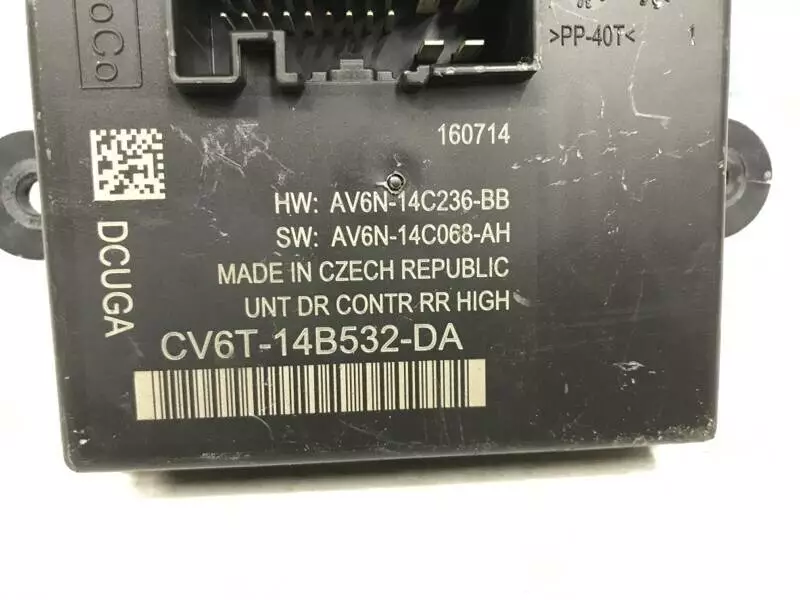 oCo
>PP-40T<
1
160714
HW: AV6N-14C236-BB
SW: AV6N-14C068-AH
MADE IN CZECH REPUBLIC
UNT DR CONTR RR HIGH
DCUGA
CV6T-14B532-DA